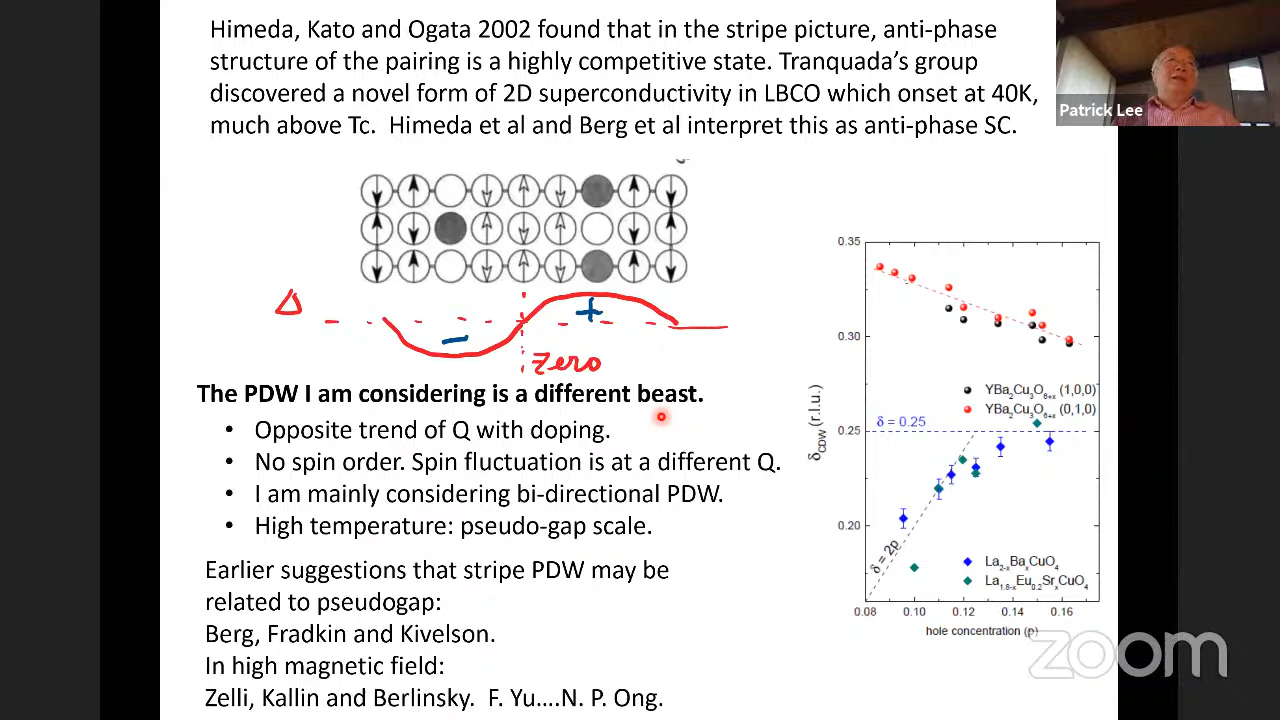 Himeda, Kato and Ogata 2002 found that in the stripe picture, anti-phase
structure of the pairing is a highly competitive state. Tranquada's group
discovered a novel form of 2D superconductivity in LBCO which onset at 40K,
much above Tc. Himeda et al and Berg et al interpret this as anti-phase SC.
Patrick Lee
Δ
−
+
zero
The PDW I am considering is a different beast.
• Opposite trend of Q with doping.
• No spin order. Spin fluctuation is at a different Q.
• I am mainly considering bi-directional PDW.
• High temperature: pseudo-gap scale.
Earlier suggestions that stripe PDW may be
related to pseudogap:
Berg, Fradkin and Kivelson.
In high magnetic field:
Zelli, Kallin and Berlinsky. F. Yu....N. P. Ong.
0.35
0.30
0.25
0.20
δCDW (r.l.u.)
YBa2Cu3O6+x (1,0,0)
YBa2Cu3O6+x (0,1,0)
δ = 0.25
δ = 2p
La2-xBaxCuO4
La1.8-xEu0.2SrxCuO4
0.08 0.10 0.12 0.14 0.16
hole concentration (p)
zoom